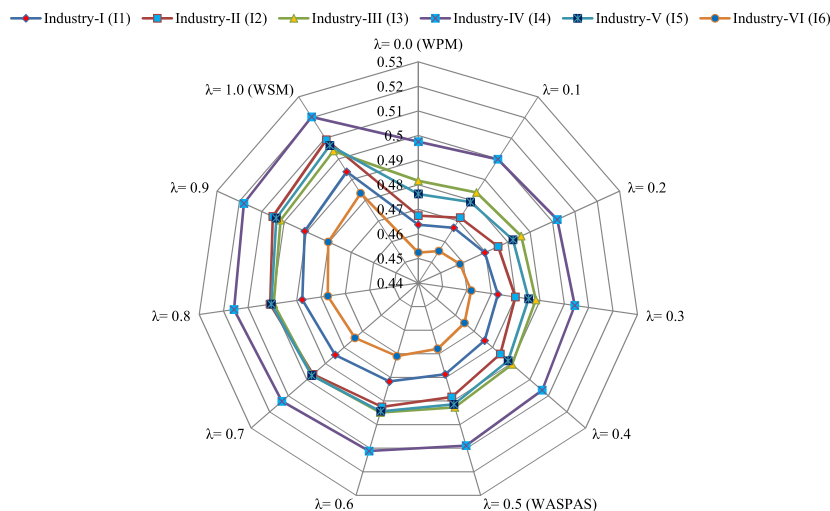 Industry-I (I1) Industry-II (I2) Industry-III (I3) Industry-IV (I4) Industry-V (I5) Industry-VI (I6)
λ= 0.0 (WPM)
0.53
0.52
0.51
0.5
0.49
0.48
0.47
0.46
0.45
0.44
λ= 0.1
λ= 0.2
λ= 0.3
λ= 0.4
λ= 0.5 (WASPAS)
λ= 0.6
λ= 0.7
λ= 0.8
λ= 0.9
λ= 1.0 (WSM)